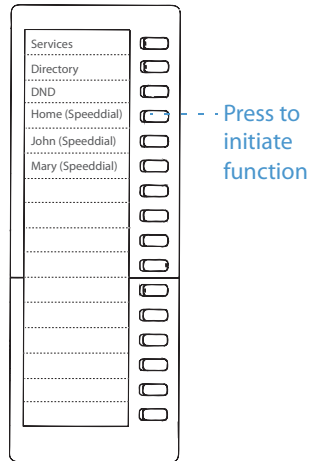 Services
Directory
DND
Home (Speeddial)
John (Speeddial)
Mary (Speeddial)
Press to
initiate
function